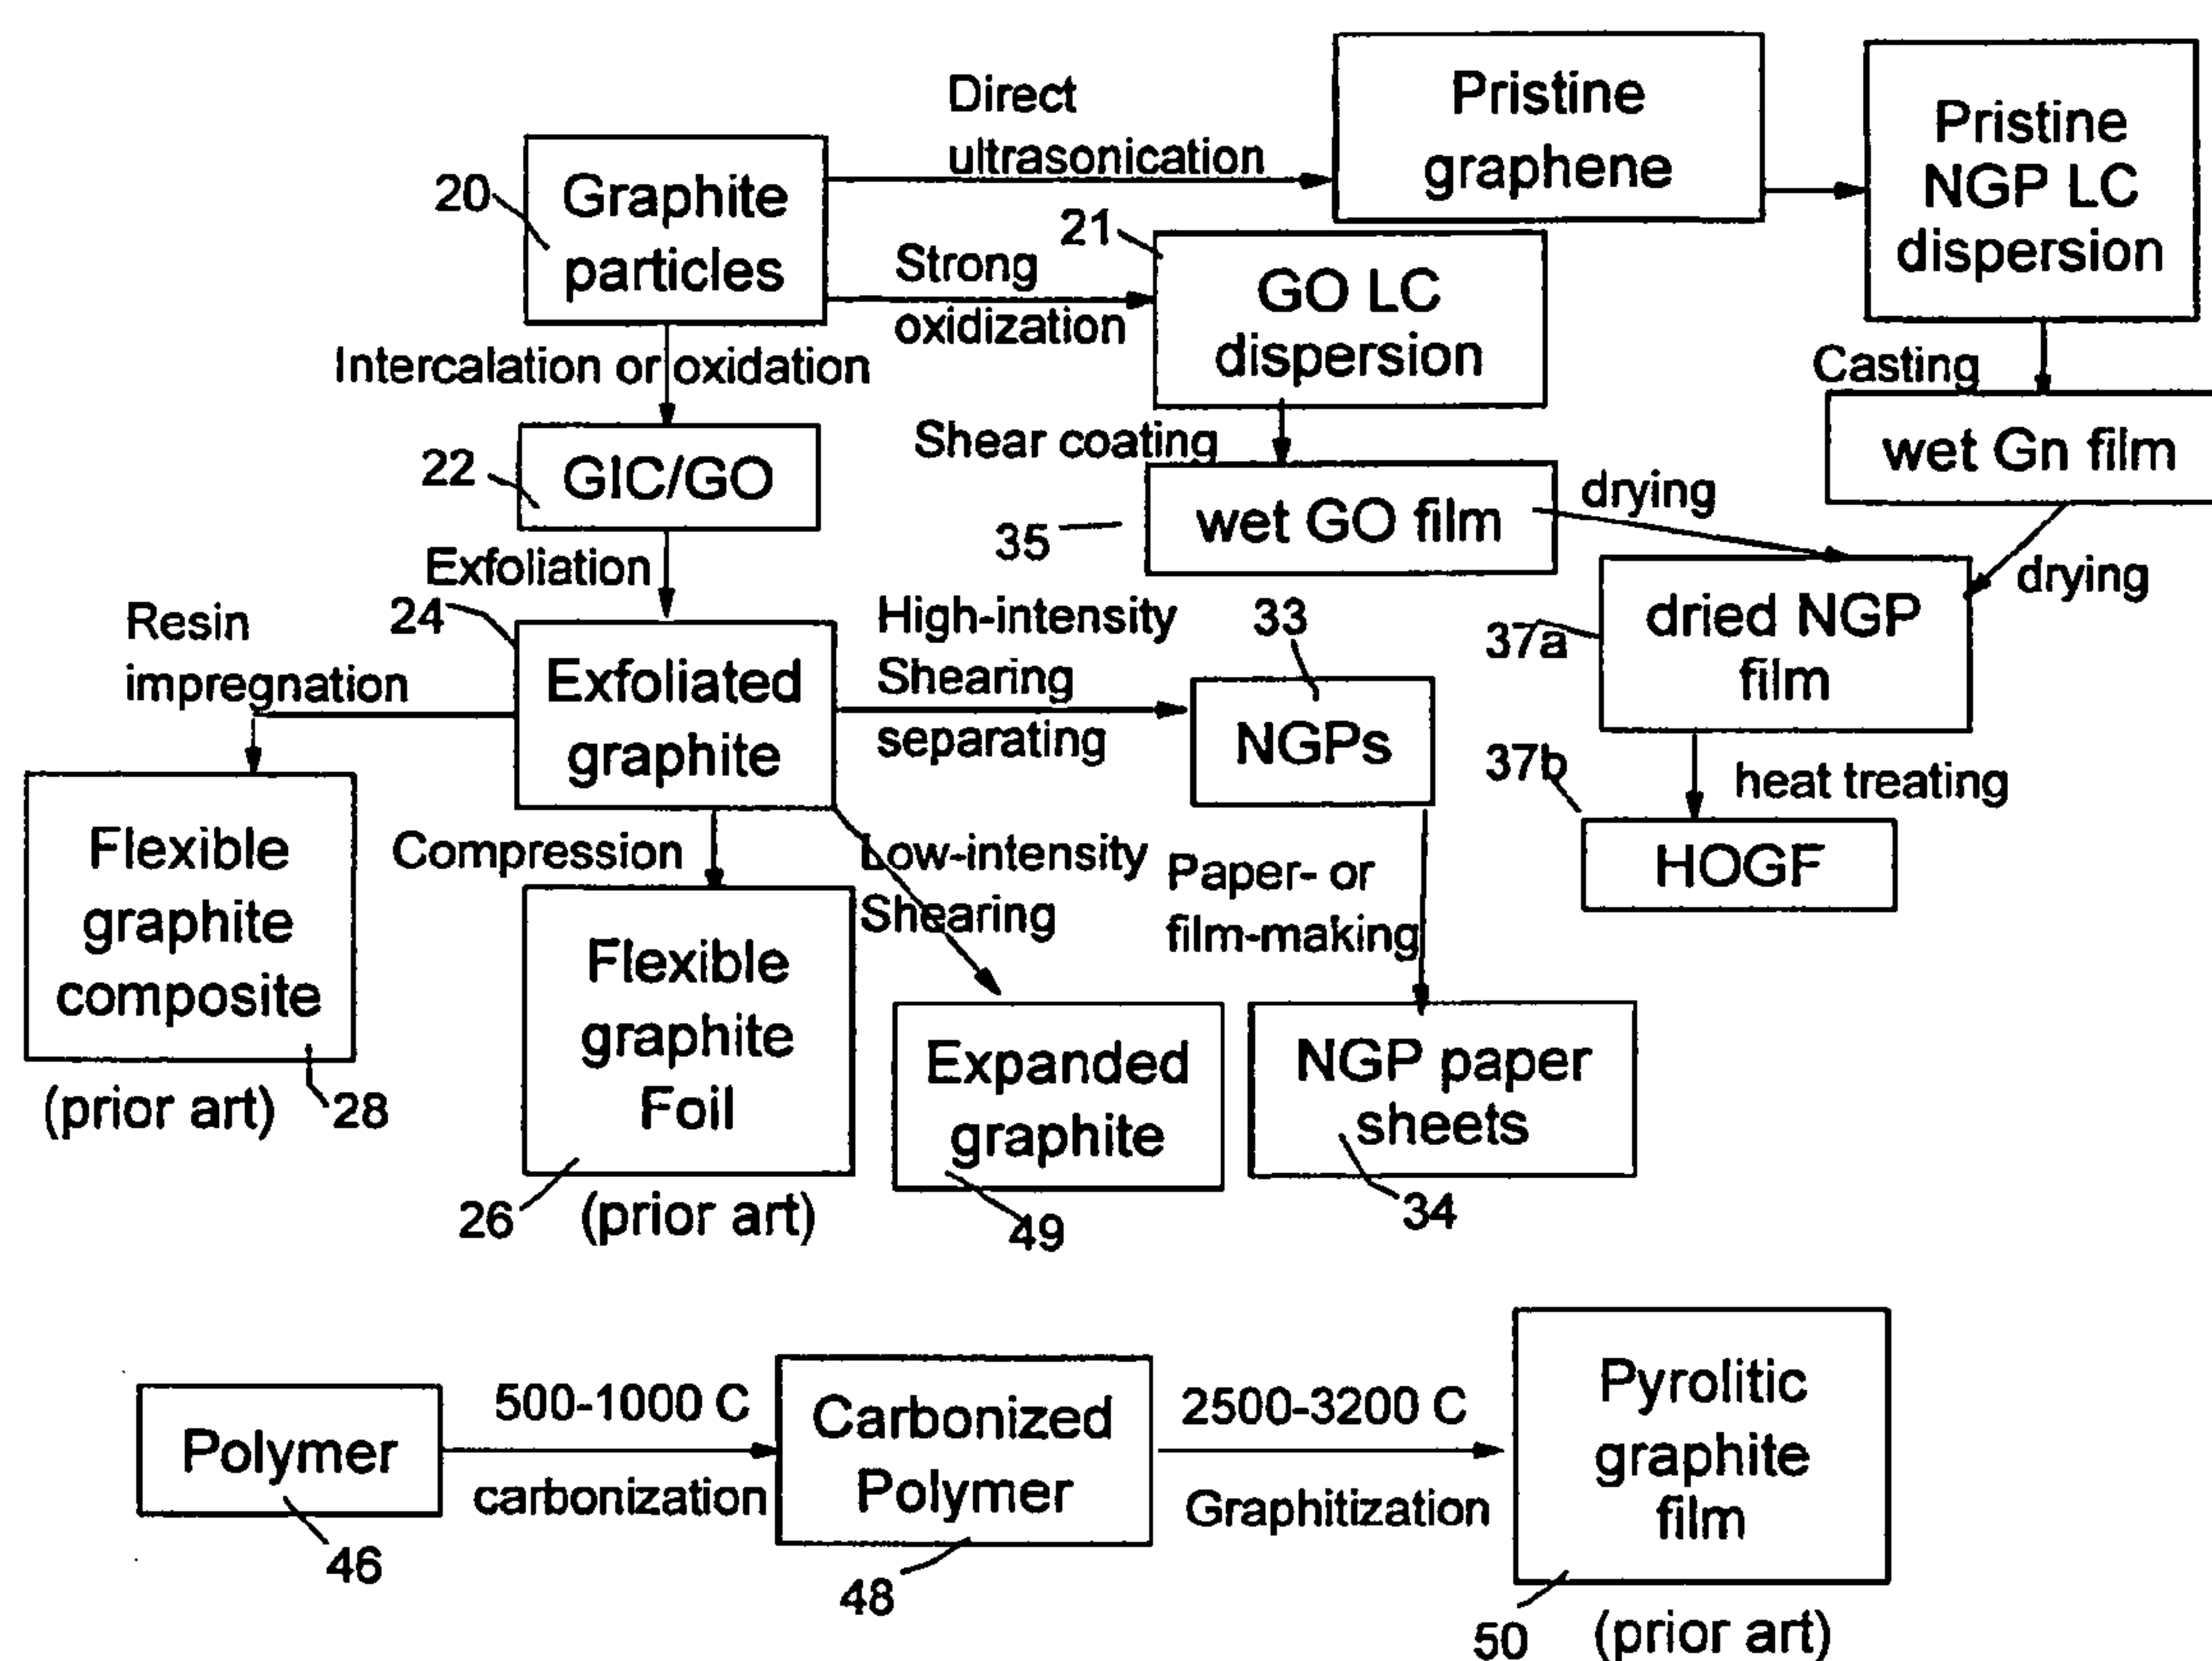 Direct
ultrasonication
Pristine
graphene
Pristine
NGP LC
dispersion
20
Graphite
particles
21
Strong
oxidization
GO LC
dispersion
Intercalation or oxidation
Casting
Shear coating
wet Gn film
22
GIC/GO
35
wet GO film
drying
drying
Exfoliation
Resin
impregnation
24
Exfoliated
graphite
High-intensity
Shearing
separating
33
NGPs
37a
dried NGP
film
37b
heat treating
HOGF
Flexible
graphite
composite
(prior art)
28
Compression
Flexible
graphite
Foil
26
(prior art)
Low-intensity
Shearing
Expanded
graphite
49
Paper- or
film-making
NGP paper
sheets
34
Polymer
46
500-1000 C
carbonization
Carbonized
Polymer
48
2500-3200 C
Graphitization
Pyrolitic
graphite
film
50
(prior art)